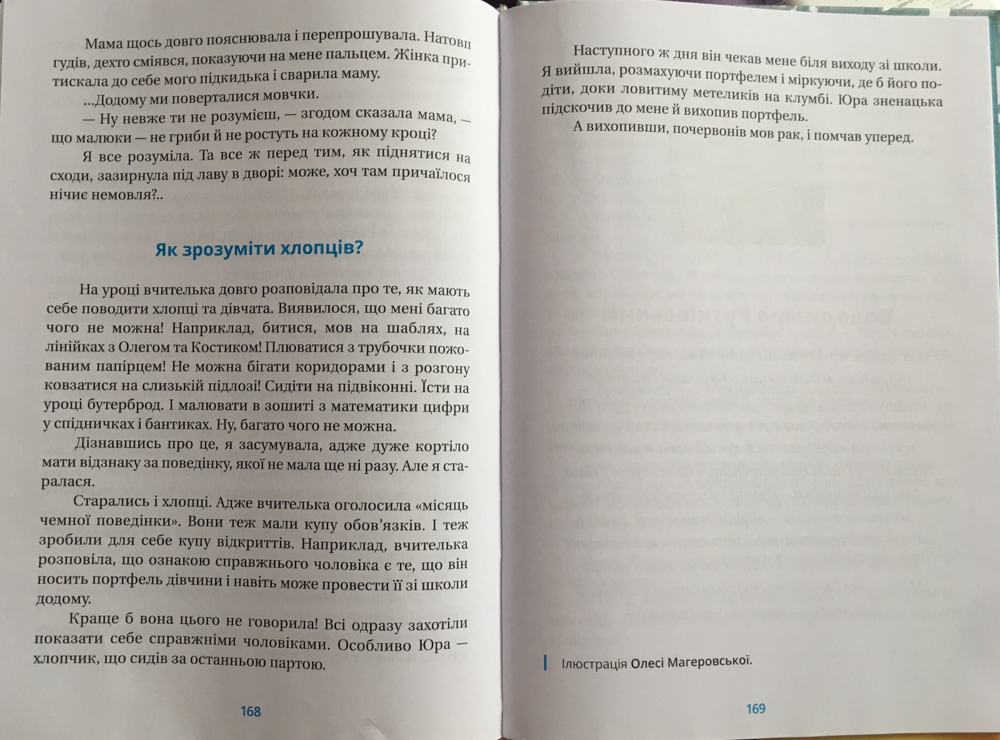 Мама щось довго пояснювала і перепрошувала. Натовп
гудів, дехто сміявся, показуючи на мене пальцем. Жінка при-
тискала до себе мого підкидька і сварила маму.
...Додому ми поверталися мовчки.
— Ну невже ти не розумієш, — згодом сказала мама, —
що малюки — не гриби й не ростуть на кожному кроці?
Я все розуміла. Та все ж перед тим, як піднятися на
сходи, зазирнула під лаву в дворі: може, хоч там причаїлося
нічиє немовля?..
Як зрозуміти хлопців?
На уроці вчителька довго розповідала про те, як мають
себе поводити хлопці та дівчата. Виявилося, що мені багато
чого не можна! Наприклад, битися, мов на шаблях, на
лінійках з Олегом та Костиком! Плюватися з трубочки пожо-
ваним папірцем! Не можна бігати коридорами і з розгону
ковзатися на слизькій підлозі! Сидіти на підвіконні. Їсти на
уроці бутерброд. І малювати в зошиті з математики цифри
у спідничках і бантиках. Ну, багато чого не можна.
Дізнавшись про це, я засумувала, адже дуже кортіло
мати відзнаку за поведінку, якої не мала ще ні разу. Але я ста-
ралася.
Старались і хлопці. Адже вчителька оголосила «місяць
чемної поведінки». Вони теж мали купу обов’язків. І теж
зробили для себе купу відкриттів. Наприклад, вчителька
розповіла, що ознакою справжнього чоловіка є те, що він
носить портфель дівчини і навіть може провести її зі школи
додому.
Краще б вона цього не говорила! Всі одразу захотіли
показати себе справжніми чоловіками. Особливо Юра —
хлопчик, що сидів за останньою партою.
168
Наступного ж дня він чекав мене біля виходу зі школи.
Я вийшла, розмахуючи портфелем і міркуючи, де б його по-
діти, доки ловитиму метеликів на клумбі. Юра зненацька
підскочив до мене й вихопив портфель.
А вихопивши, почервонів мов рак, і помчав уперед.
Ілюстрація Олесі Магеровської.
169